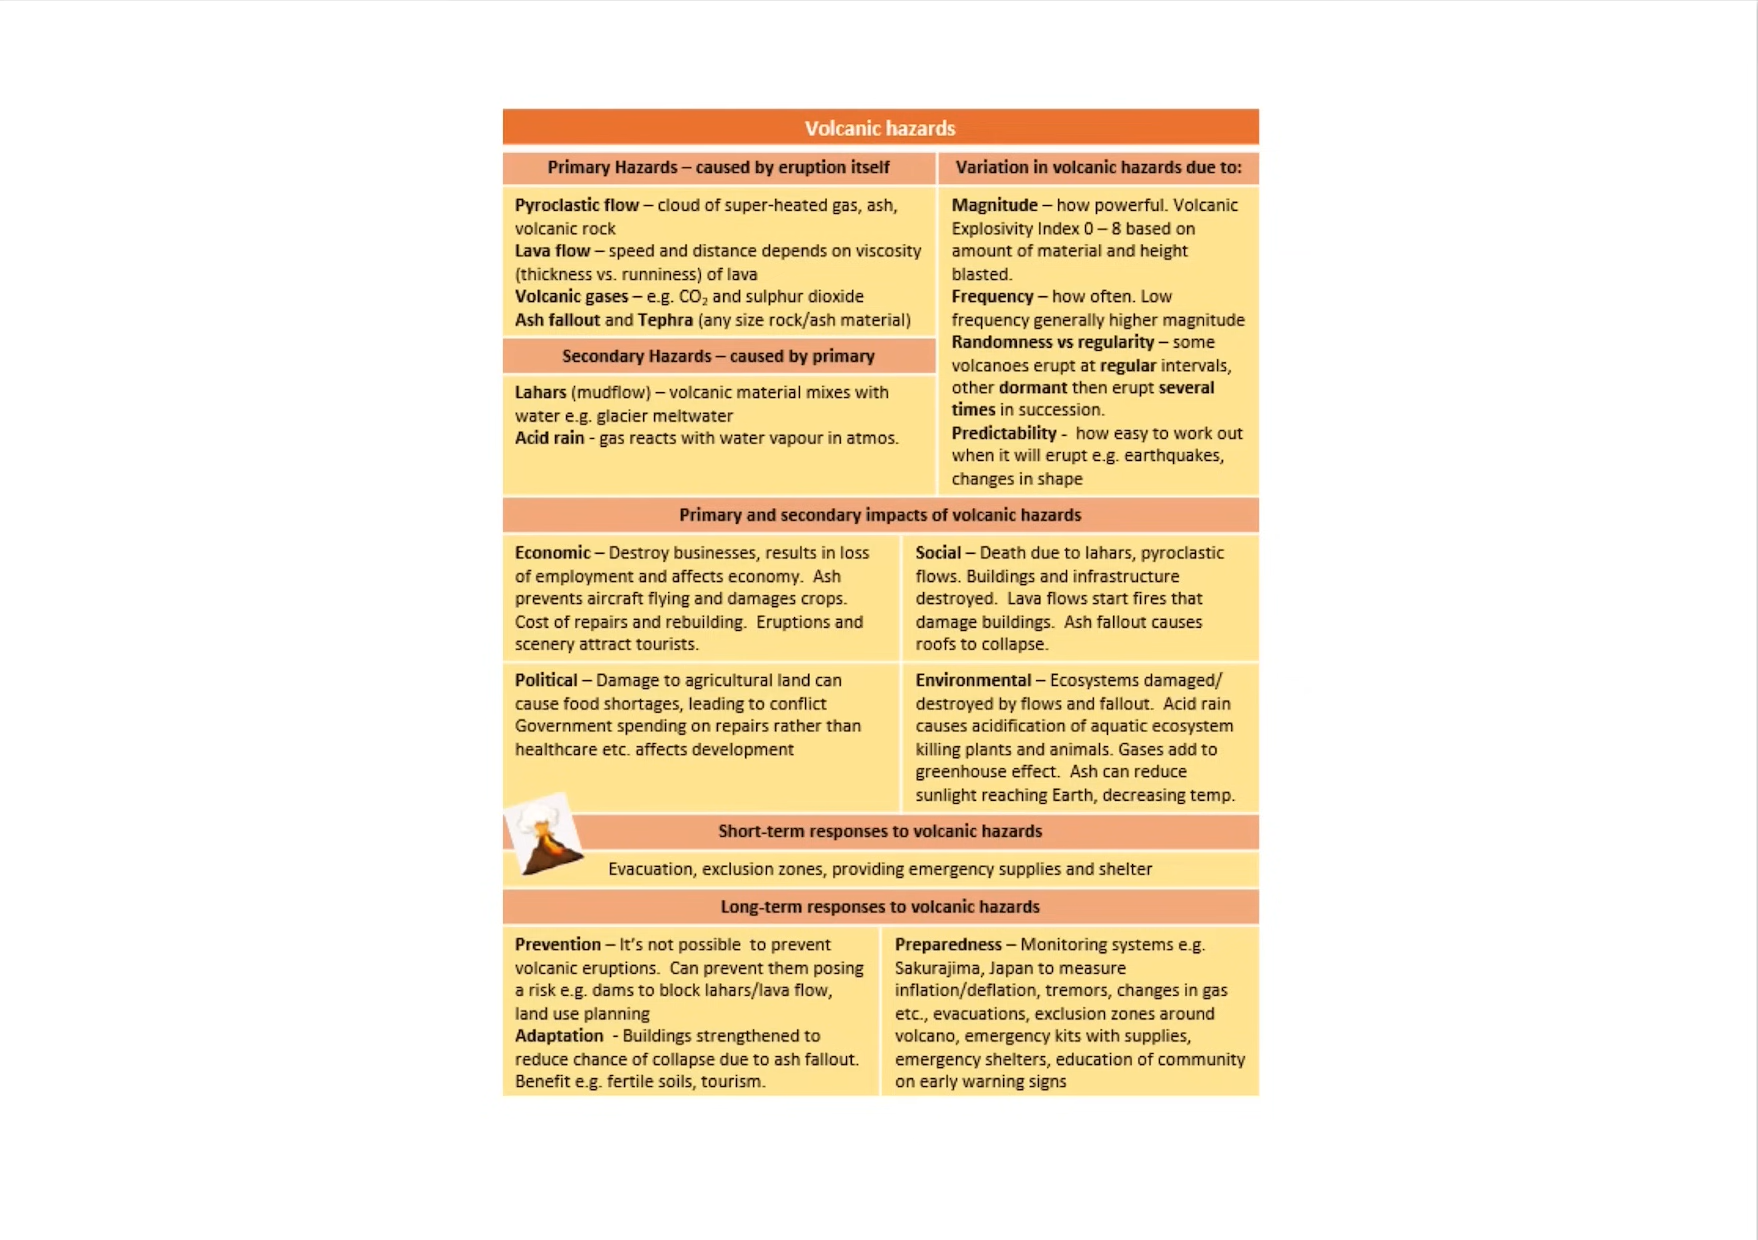 Volcanic hazards
Primary Hazards – caused by eruption itself
Pyroclastic flow – cloud of super-heated gas, ash,
volcanic rock
Lava flow – speed and distance depends on viscosity
(thickness vs. runniness) of lava
Volcanic gases – e.g. CO₂ and sulphur dioxide
Ash fallout and Tephra (any size rock/ash material)
Secondary Hazards – caused by primary
Lahars (mudflow) – volcanic material mixes with
water e.g. glacier meltwater
Acid rain - gas reacts with water vapour in atmos.
Variation in volcanic hazards due to:
Magnitude – how powerful. Volcanic
Explosivity Index 0 – 8 based on
amount of material and height
blasted.
Frequency – how often. Low
frequency generally higher magnitude
Randomness vs regularity – some
volcanoes erupt at regular intervals,
other dormant then erupt several
times in succession.
Predictability - how easy to work out
when it will erupt e.g. earthquakes,
changes in shape
Primary and secondary impacts of volcanic hazards
Economic – Destroy businesses, results in loss
of employment and affects economy. Ash
prevents aircraft flying and damages crops.
Cost of repairs and rebuilding. Eruptions and
scenery attract tourists.
Social – Death due to lahars, pyroclastic
flows. Buildings and infrastructure
destroyed. Lava flows start fires that
damage buildings. Ash fallout causes
roofs to collapse.
Political – Damage to agricultural land can
cause food shortages, leading to conflict
Government spending on repairs rather than
healthcare etc. affects development
Environmental – Ecosystems damaged/
destroyed by flows and fallout. Acid rain
causes acidification of aquatic ecosystem
killing plants and animals. Gases add to
greenhouse effect. Ash can reduce
sunlight reaching Earth, decreasing temp.
Short-term responses to volcanic hazards
Evacuation, exclusion zones, providing emergency supplies and shelter
Long-term responses to volcanic hazards
Prevention – It's not possible to prevent
volcanic eruptions. Can prevent them posing
a risk e.g. dams to block lahars/lava flow,
land use planning
Adaptation - Buildings strengthened to
reduce chance of collapse due to ash fallout.
Benefit e.g. fertile soils, tourism.
Preparedness – Monitoring systems e.g.
Sakurajima, Japan to measure
inflation/deflation, tremors, changes in gas
etc., evacuations, exclusion zones around
volcano, emergency kits with supplies,
emergency shelters, education of community
on early warning signs